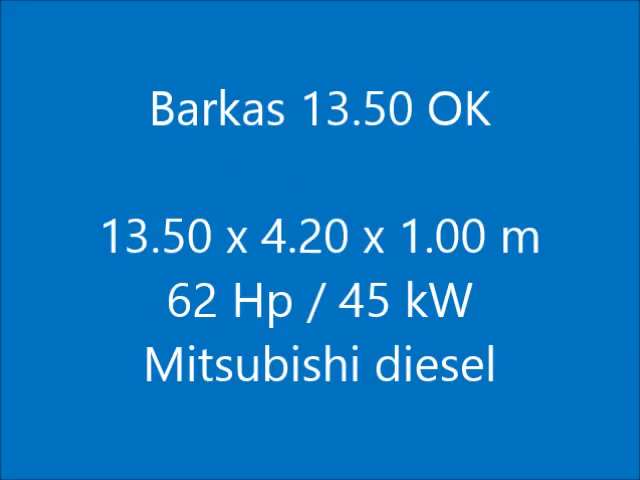 Barkas 13.50 OK
13.50 x 4.20 x 1.00 m
62 Hp / 45 kW
Mitsubishi diesel